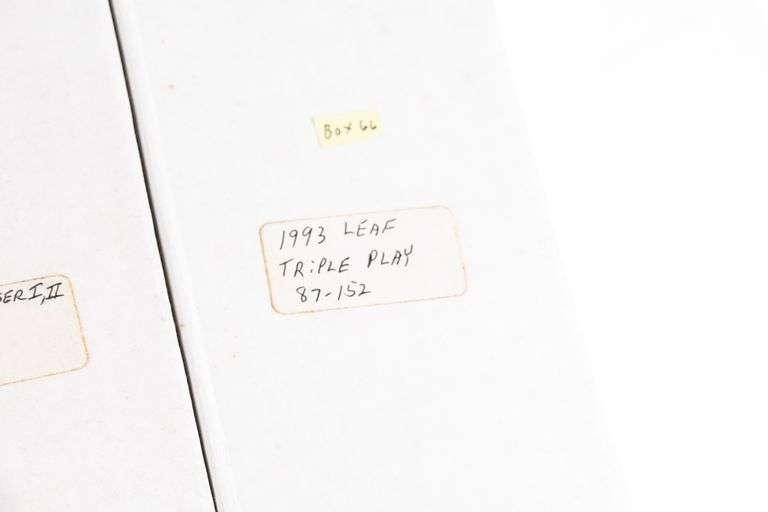 SER I, II
Box 66
1993 LEAF
TRiPLE PLAY
87-152